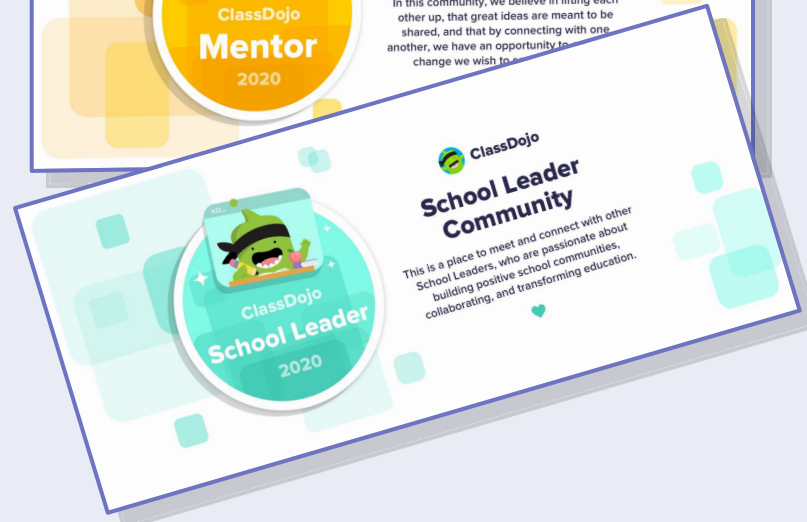 ClassDojo
Mentor
2020
In this community, we believe in lifting each
other up, that great ideas are meant to be
shared, and that by connecting with one
another, we have an opportunity to
change we wish to
ClassDojo
School Leader
2020
ClassDojo
School Leader
Community
This is a place to meet and connect with other
School Leaders, who are passionate about
building positive school communities,
collaborating, and transforming education.